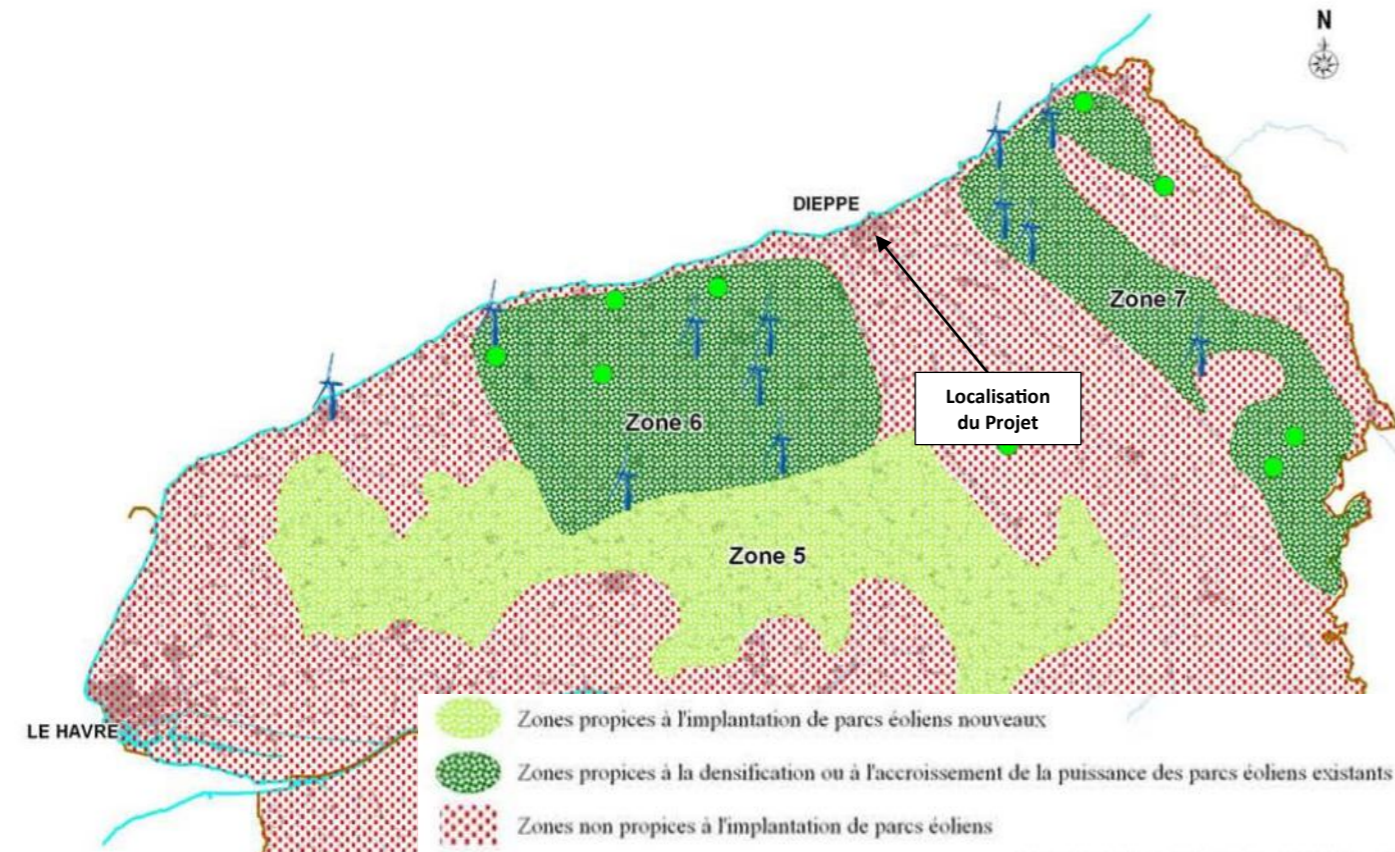 N
DIEPPE
Zone 7
Localisation
du Projet
Zone 6
Zone 5
LE HAVRE
Zones propices à l'implantation de parcs éoliens nouveaux
Zones propices à la densification ou à l'accroissement de la puissance des parcs éoliens existants
Zones non propices à l'implantation de parcs éoliens